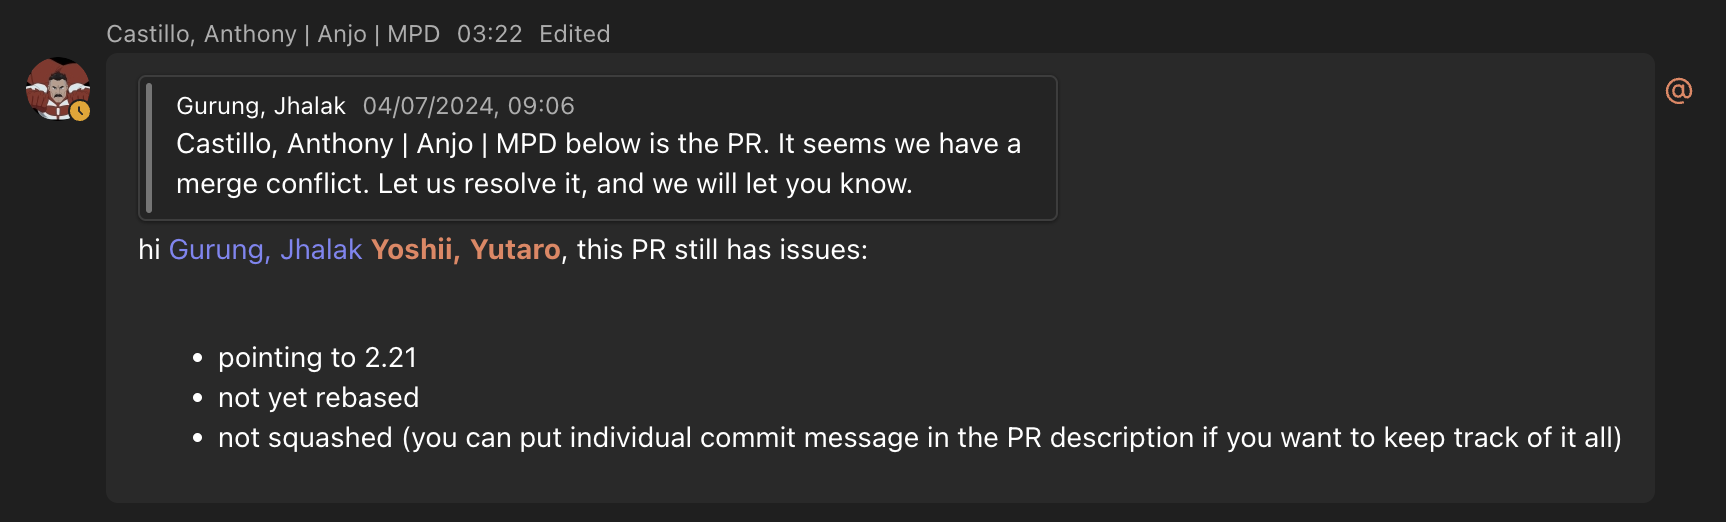 Castillo, Anthony | Anjo | MPD 03:22 Edited
Gurung, Jhalak 04/07/2024, 09:06
Castillo, Anthony | Anjo | MPD below is the PR. It seems we have a
merge conflict. Let us resolve it, and we will let you know.
@
hi Gurung, Jhalak Yoshii, Yutaro, this PR still has issues:
• pointing to 2.21
• not yet rebased
• not squashed (you can put individual commit message in the PR description if you want to keep track of it all)